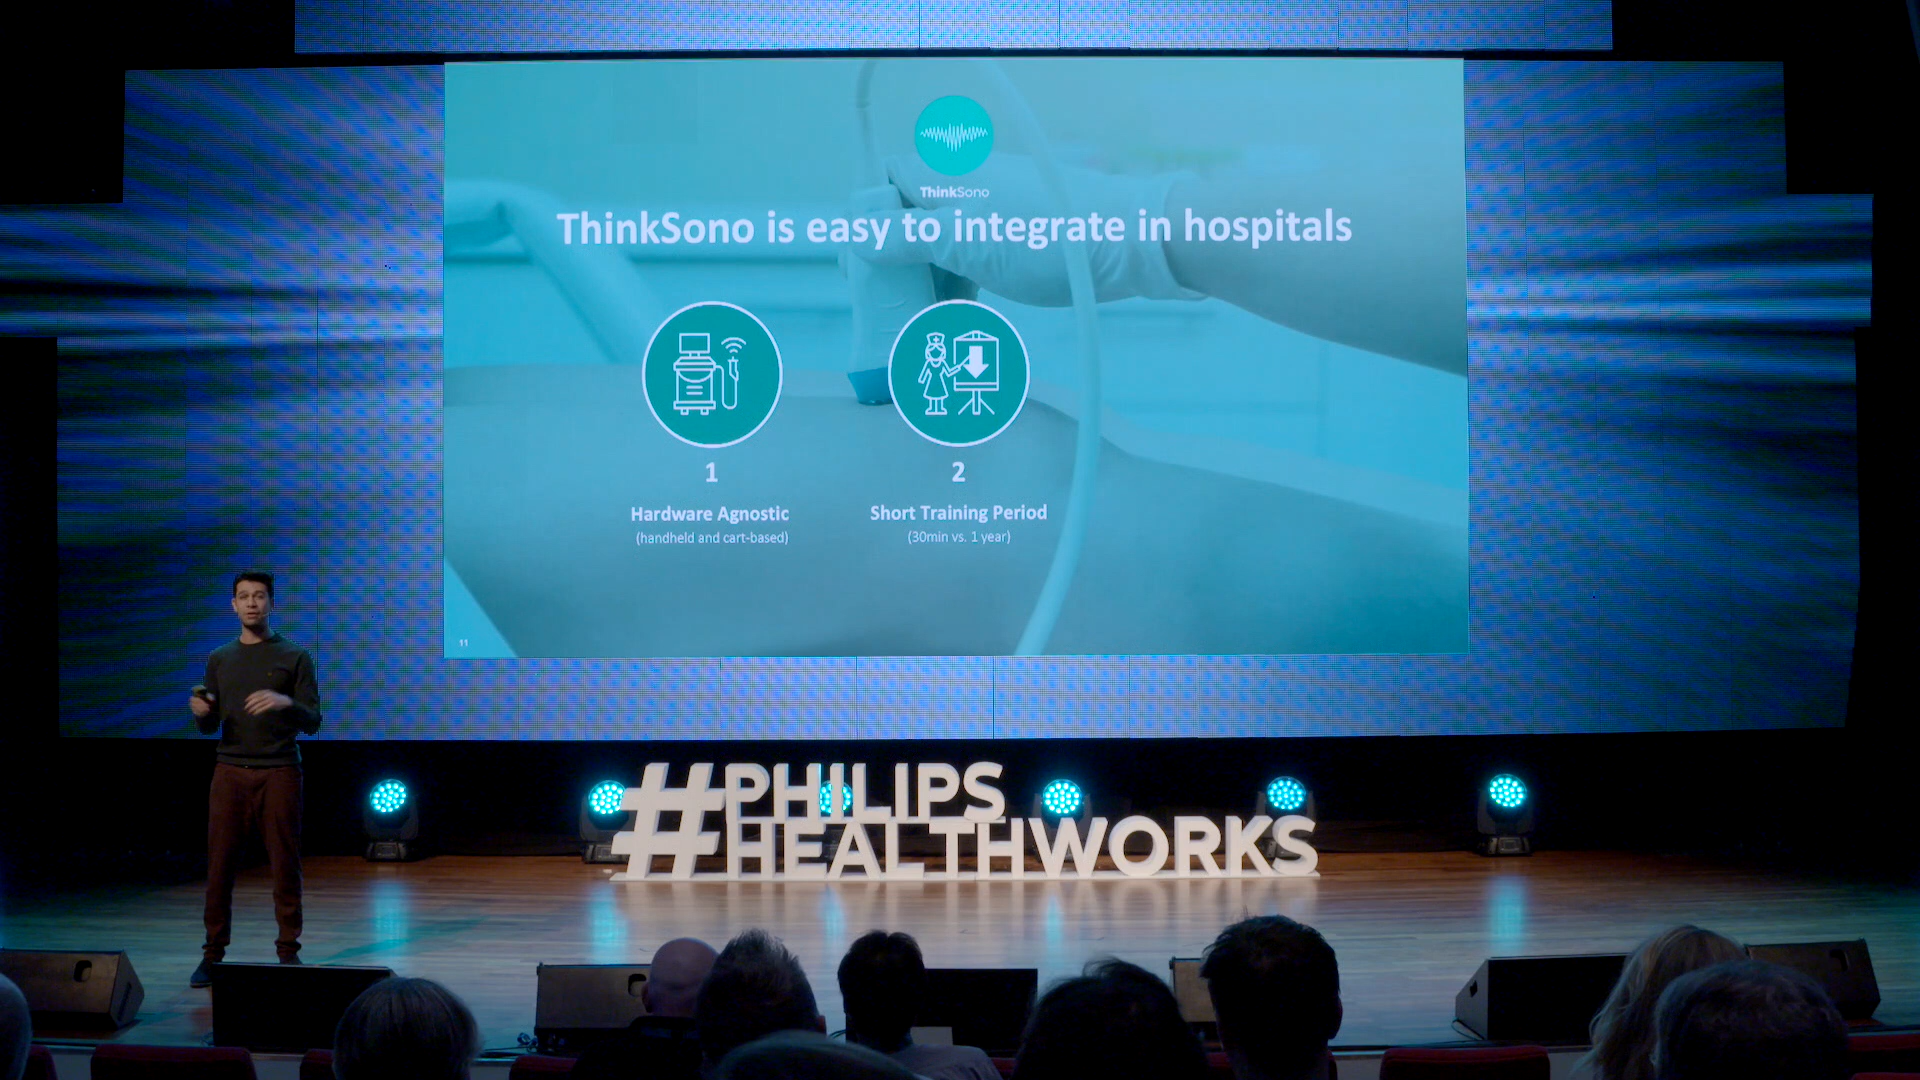 ThinkSono
ThinkSono is easy to integrate in hospitals
1
Hardware Agnostic
(handheld and cart-based)
2
Short Training Period
(30min vs. 1 year)
11
#PHILIPS
HEALTHWORKS